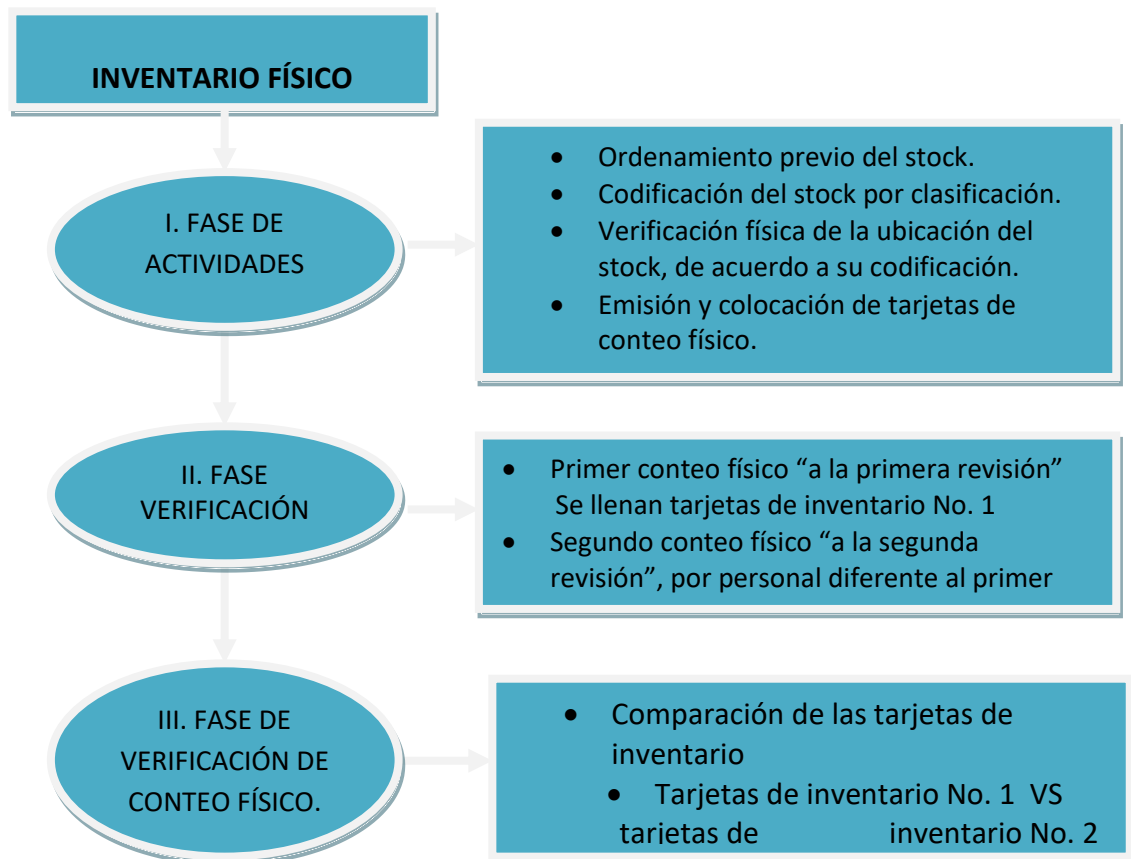 INVENTARIO FÍSICO
I. FASE DE
ACTIVIDADES
• Ordenamiento previo del stock.
• Codificación del stock por clasificación.
• Verificación física de la ubicación del
stock, de acuerdo a su codificación.
• Emisión y colocación de tarjetas de
conteo físico.
II. FASE
VERIFICACIÓN
• Primer conteo físico “a la primera revisión”
Se llenan tarjetas de inventario No. 1
• Segundo conteo físico “a la segunda
revisión”, por personal diferente al primer
III. FASE DE
VERIFICACIÓN DE
CONTEO FÍSICO.
• Comparación de las tarjetas de
inventario
• Tarjetas de inventario No. 1 VS
tarjetas de inventario No. 2